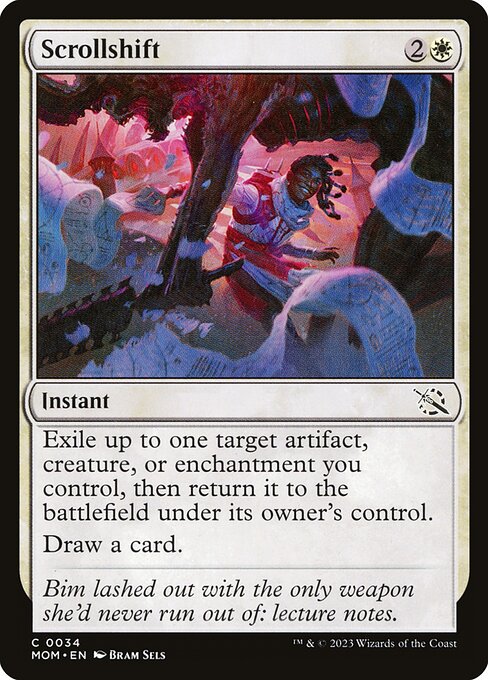 Scrollshift 2
Instant
Exile up to one target artifact,
creature, or enchantment you
control, then return it to the
battlefield under its owner's control.
Draw a card.
Bim lashed out with the only weapon
she'd never run out of: lecture notes.
C 0034
MOM • EN Bram Sels
™ & © 2023 Wizards of the Coast